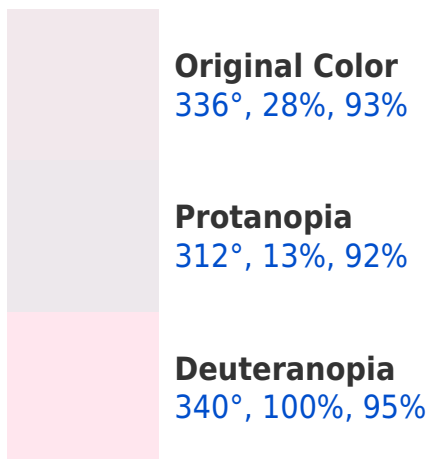 Original Color
336°, 28%, 93%
Protanopia
312°, 13%, 92%
Deuteranopia
340°, 100%, 95%